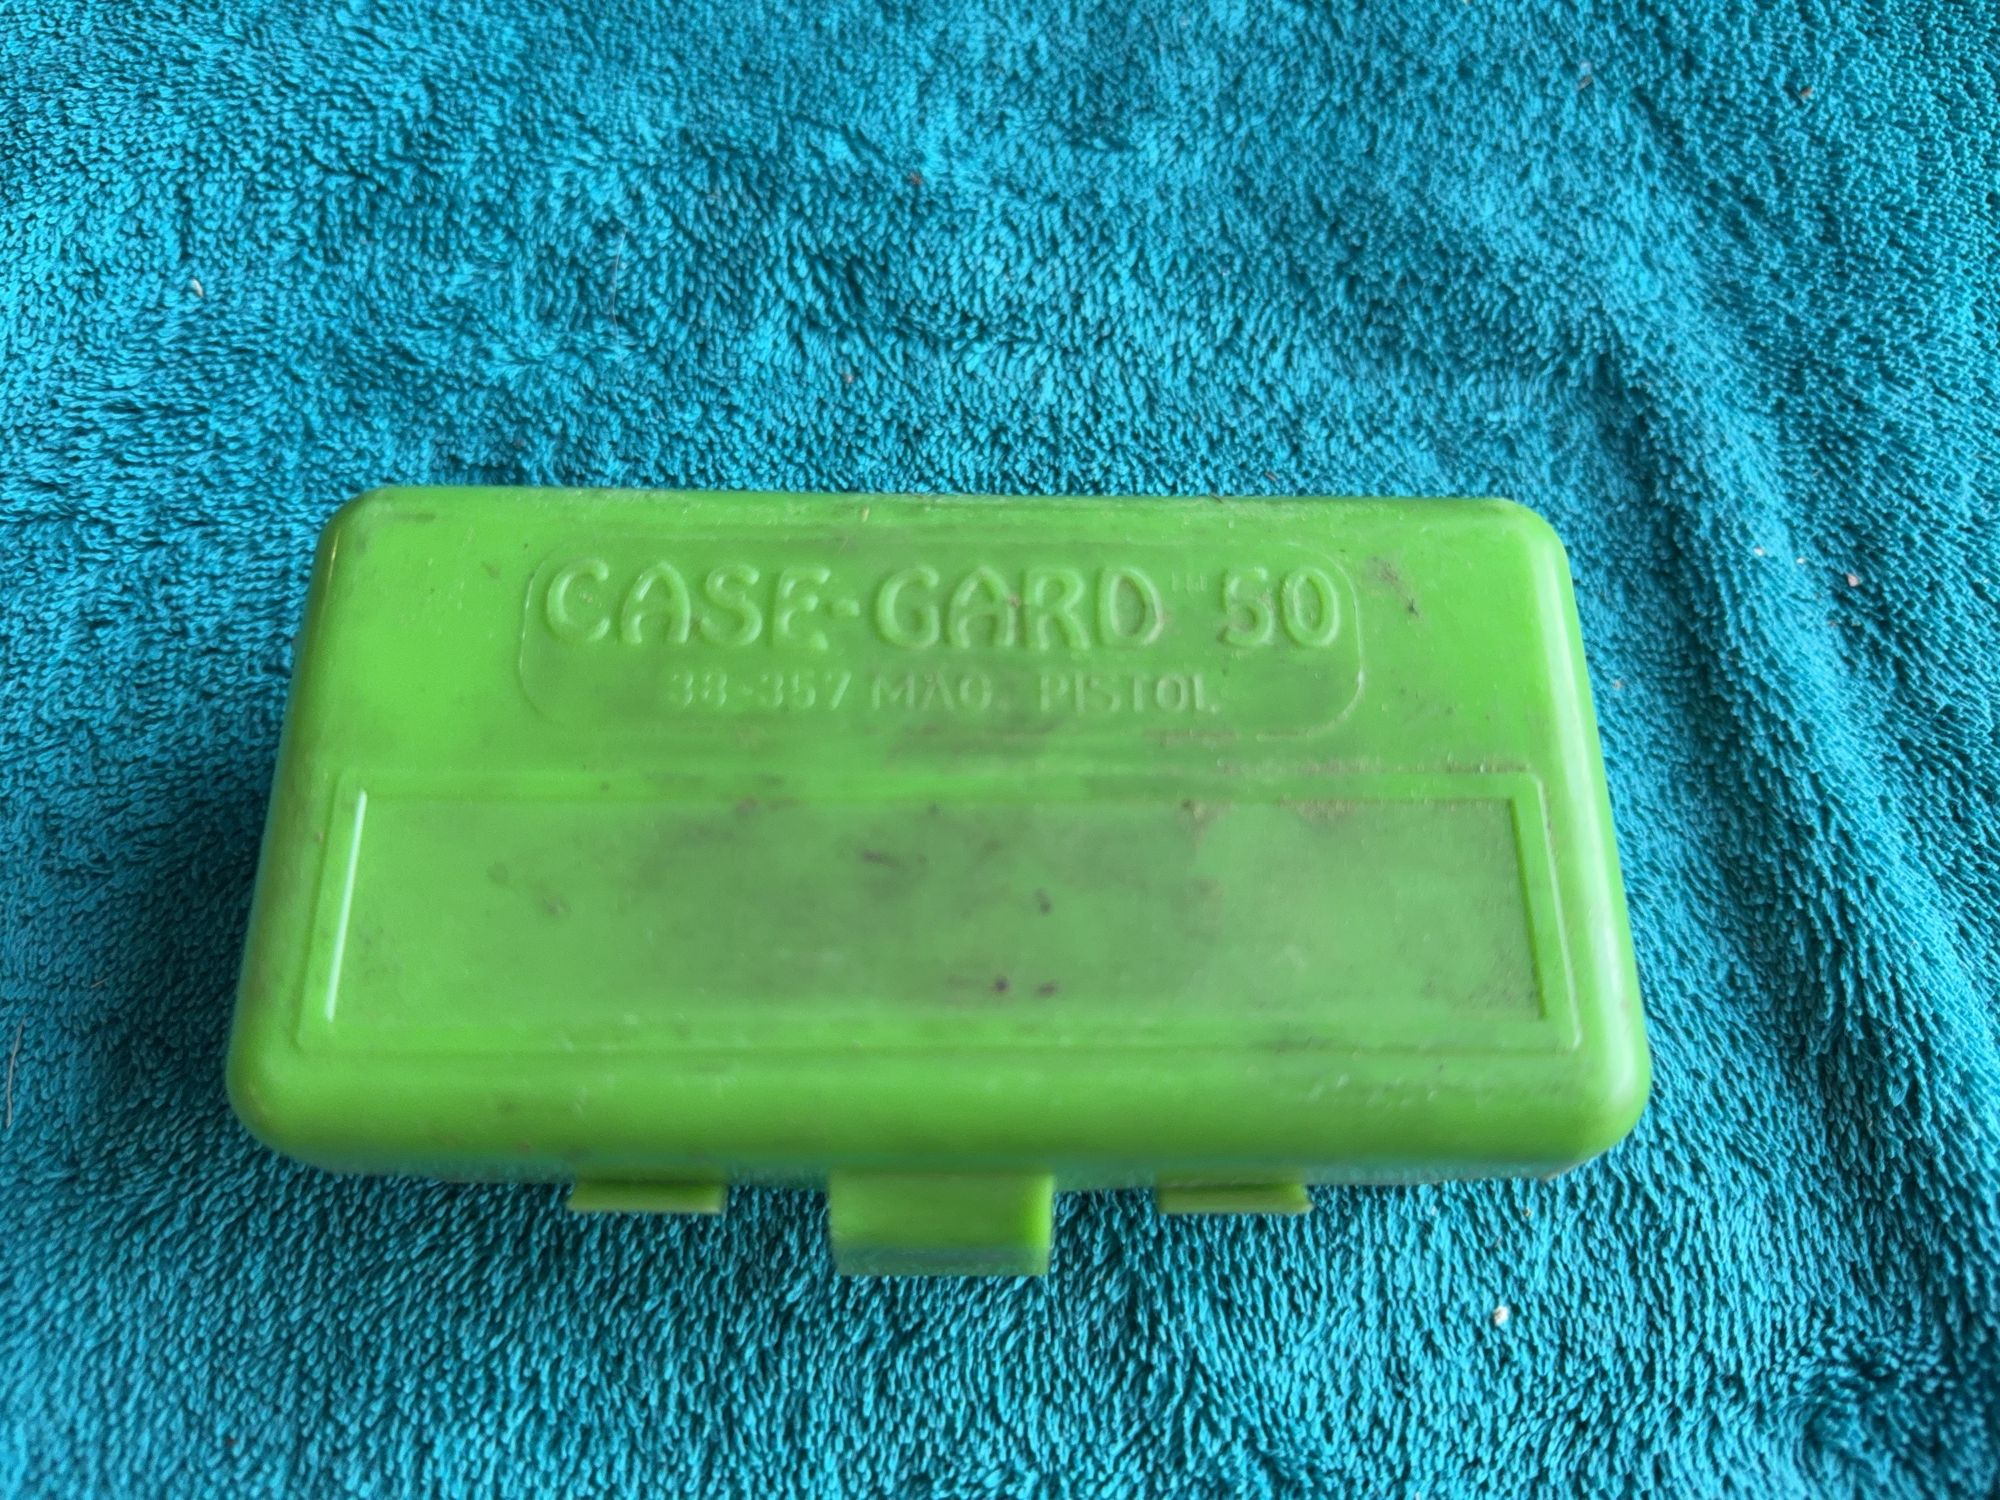 CASE-GARD™ 50
38-357 MAG. PISTOL